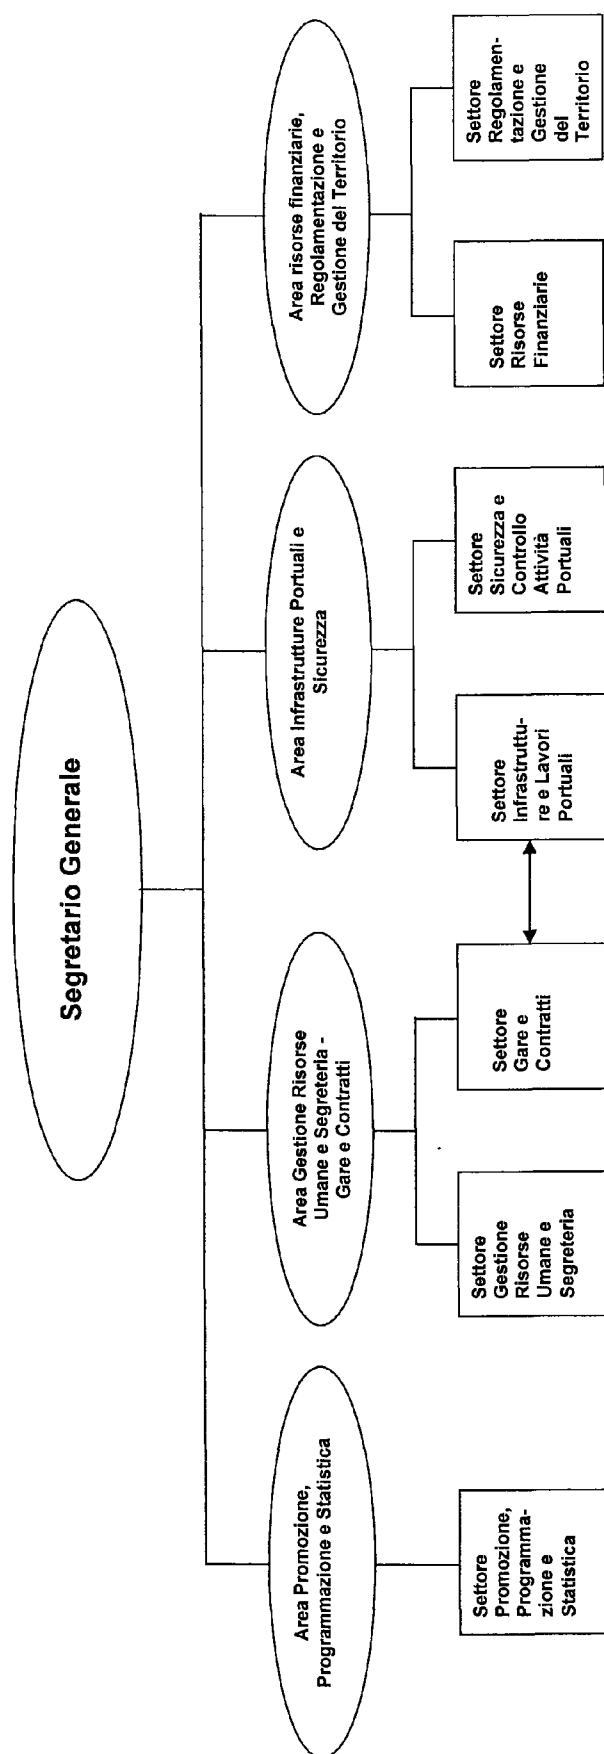 Segretario Generale
Area Promozione,
Programmazione e Statistica
Area Gestione Risorse
Umane e Segreteria -
Gare e Contratti
Area Infrastrutture Portuali e
Sicurezza
Area risorse finanziarie,
Regolamentazione e
Gestione del Territorio
Settore
Promozione,
Programma-
zione e
Statistica
Settore
Gestione
Risorse
Umane e
Segreteria
Settore
Gare e
Contratti
Settore
Infrastruttu-
re e Lavori
Portuali
Settore
Sicurezza e
Controllo
Attività
Portuali
Settore
Risorse
Finanziarie
Settore
Regolamen-
tazione e
Gestione
del
Territorio